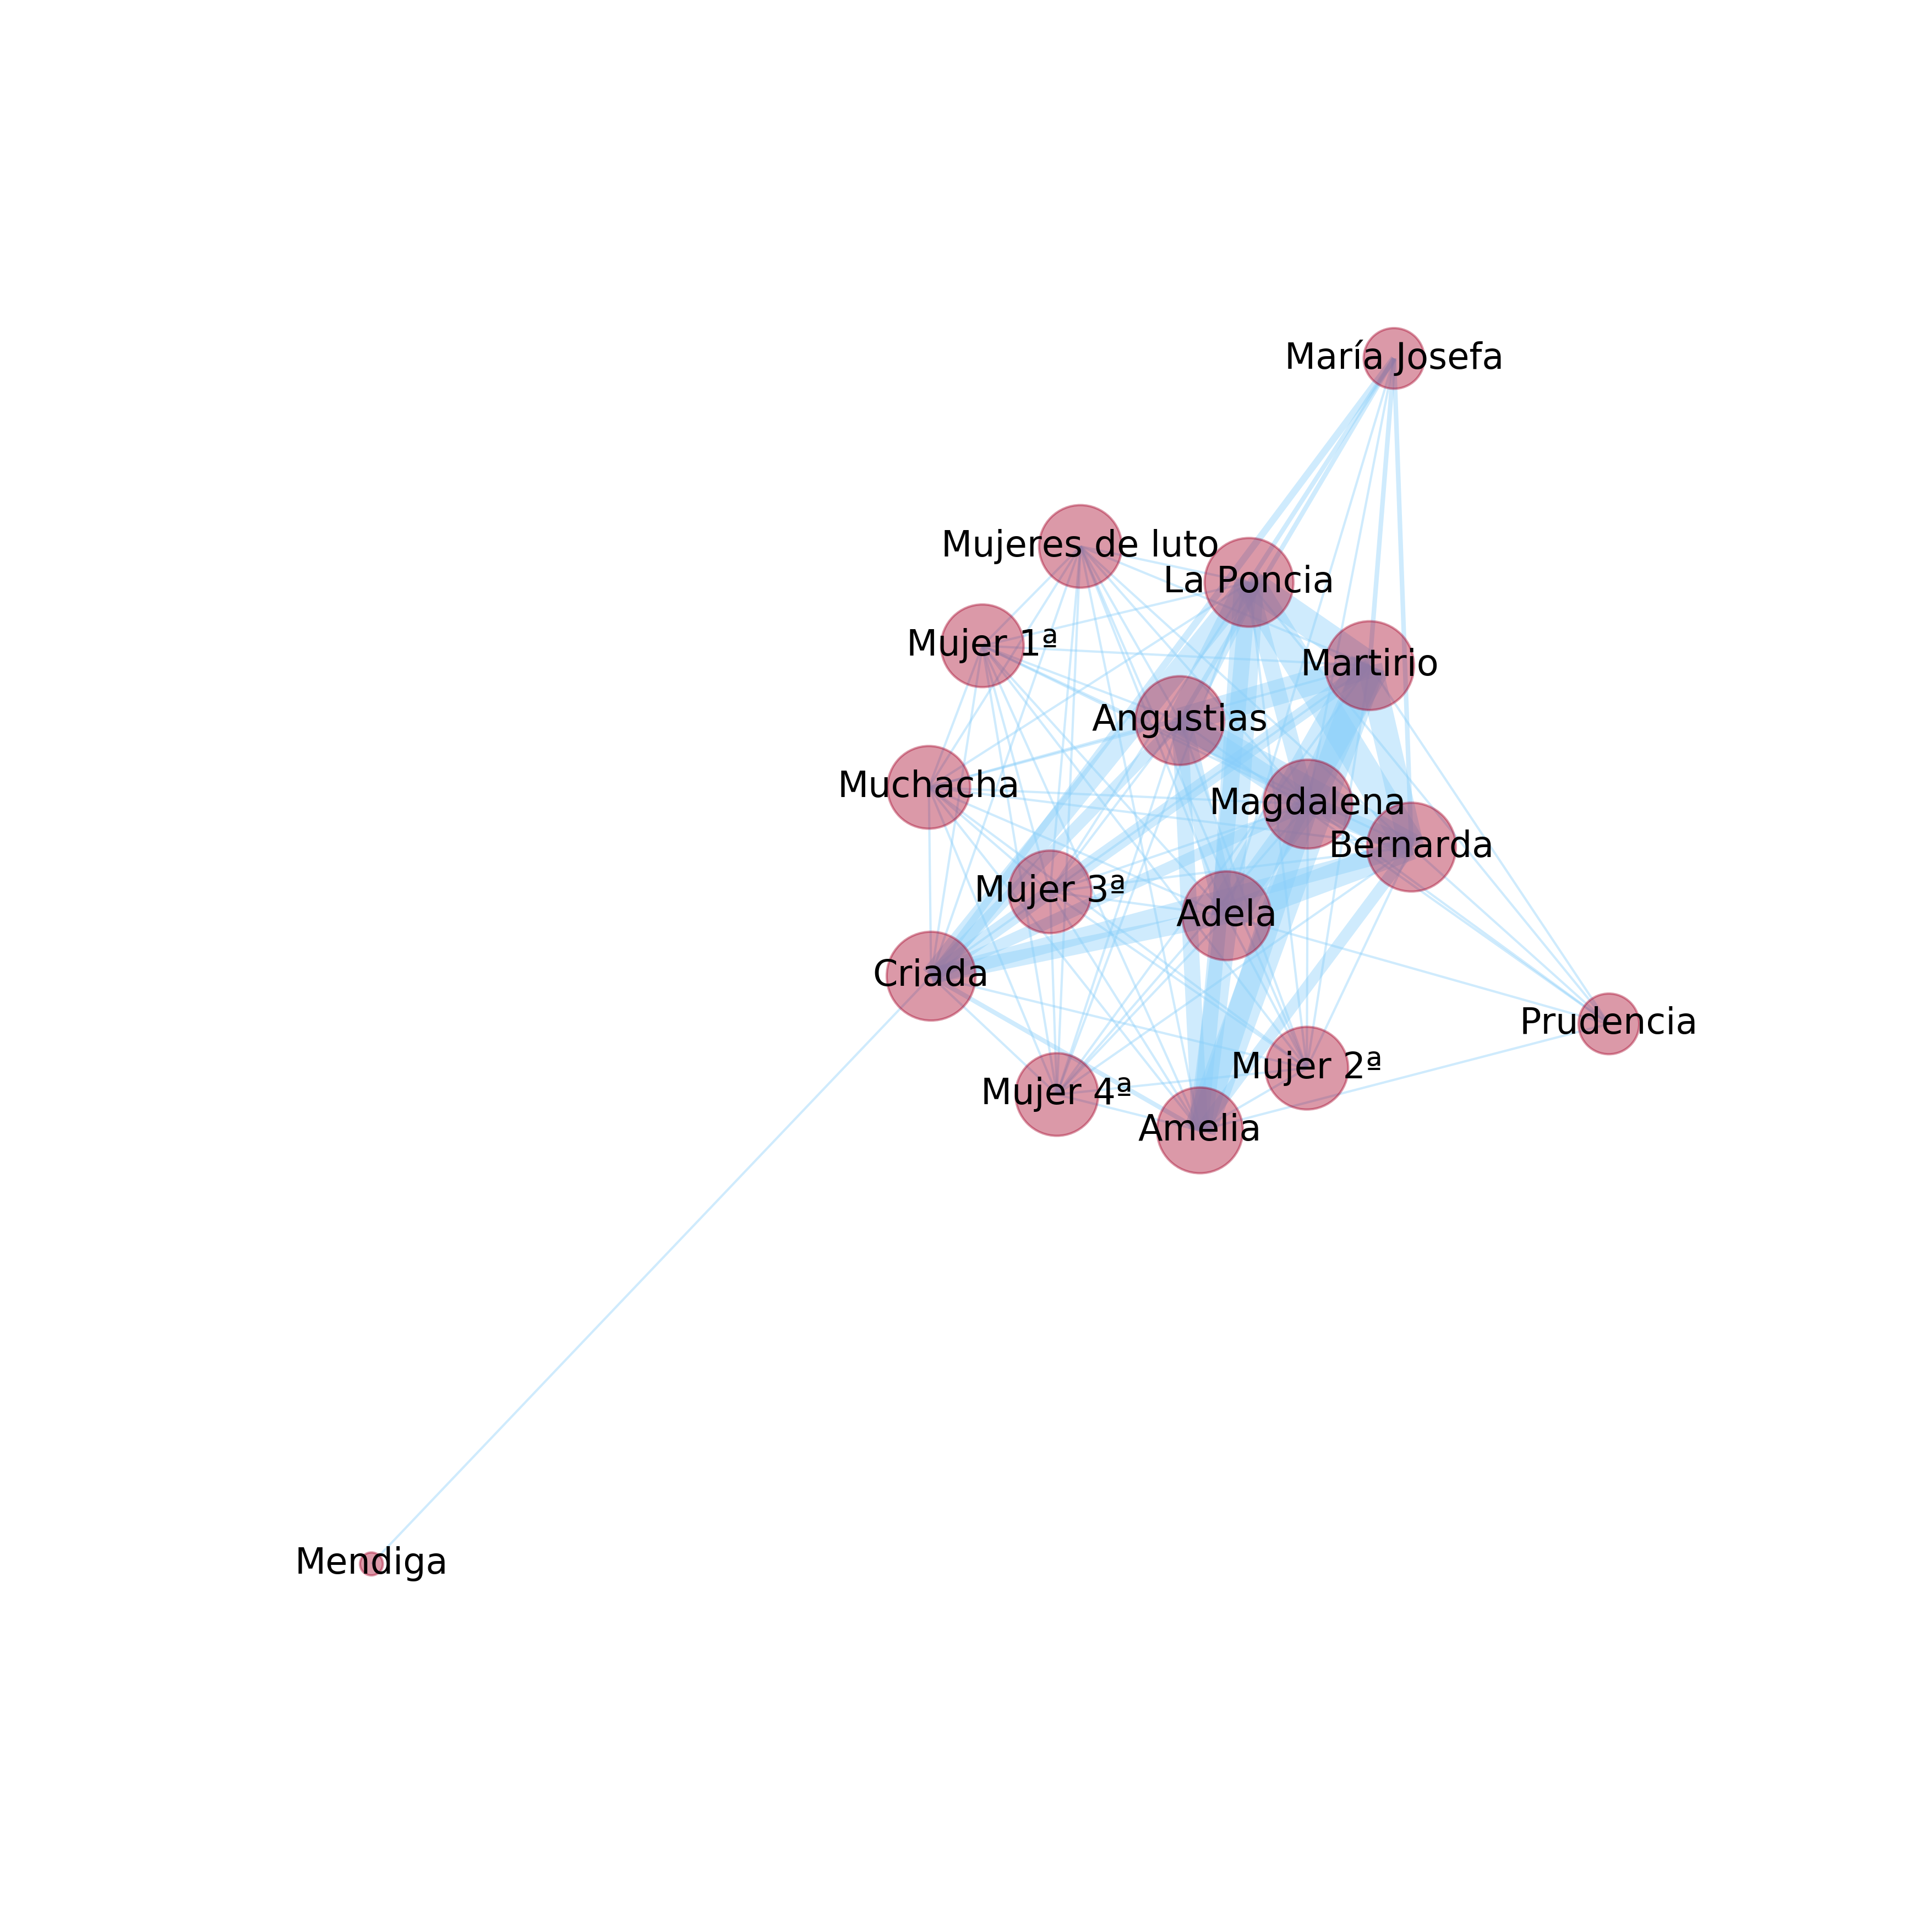 María Josefa
Mujeres de luto
La Poncia
Mujer 1ª
Martirio
Angustias
Muchacha
Magdalena
Bernarda
Mujer 3ª
Adela
Criada
Prudencia
Mujer 2ª
Mujer 4ª
Amelia
Mendiga